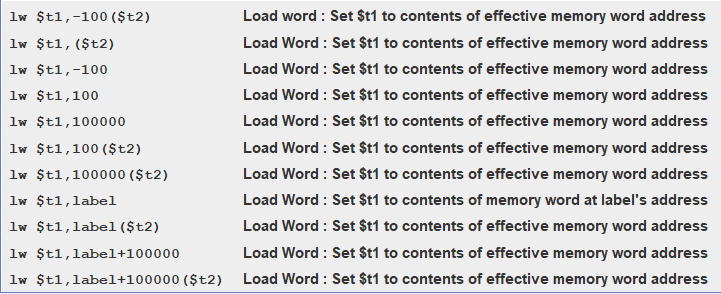 lw $t1,-100($t2) Load word : Set $t1 to contents of effective memory word address
lw $t1,($t2) Load Word : Set $t1 to contents of effective memory word address
lw $t1,-100 Load Word : Set $t1 to contents of effective memory word address
lw $t1,100 Load Word : Set $t1 to contents of effective memory word address
lw $t1,100000 Load Word : Set $t1 to contents of effective memory word address
lw $t1,100($t2) Load Word : Set $t1 to contents of effective memory word address
lw $t1,100000($t2) Load Word : Set $t1 to contents of effective memory word address
lw $t1,label Load Word : Set $t1 to contents of memory word at label's address
lw $t1,label($t2) Load Word : Set $t1 to contents of effective memory word address
lw $t1,label+100000 Load Word : Set $t1 to contents of effective memory word address
lw $t1,label+100000($t2) Load Word : Set $t1 to contents of effective memory word address